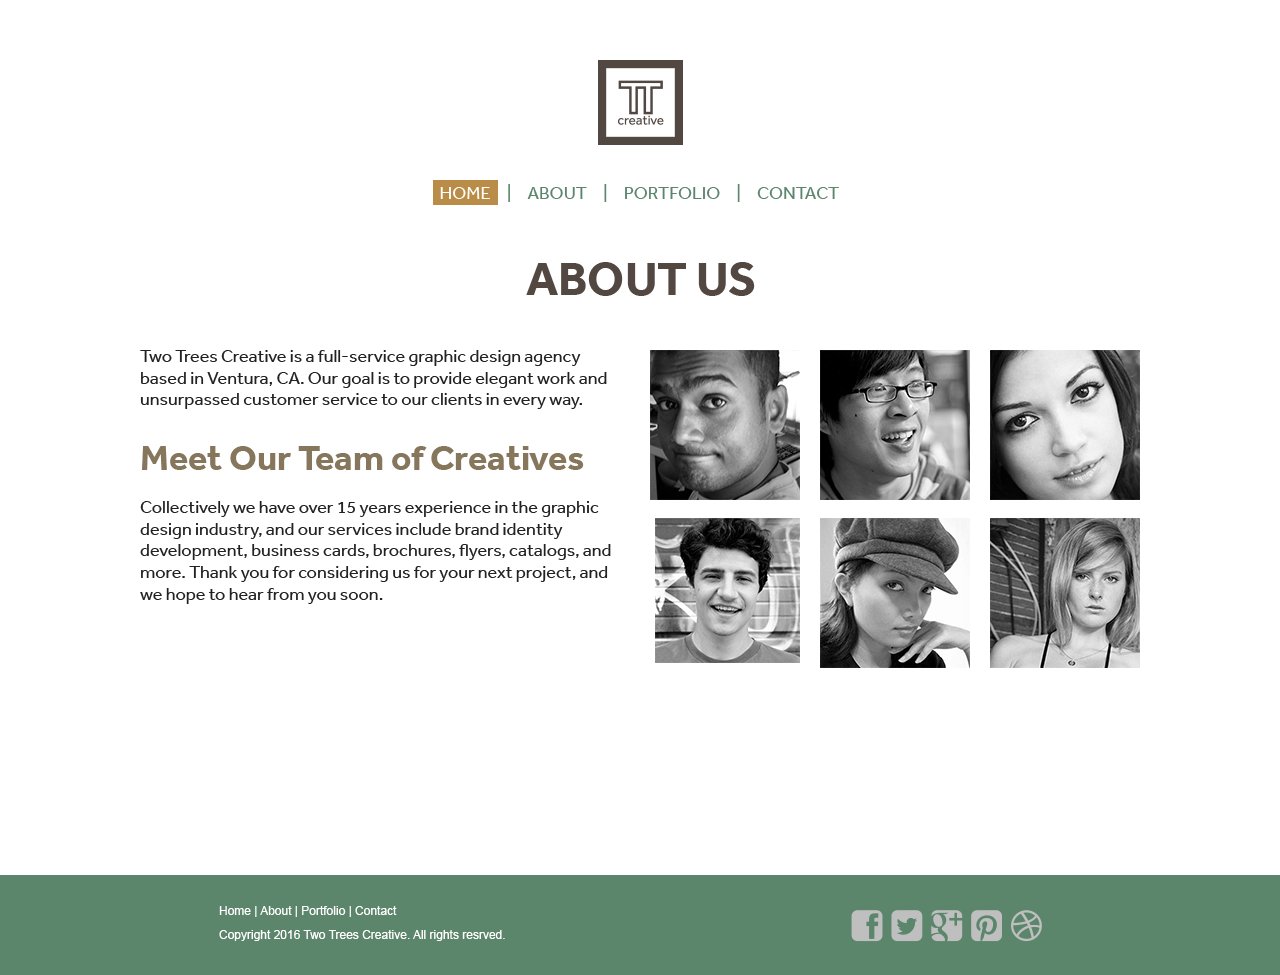 TT
creative
HOME | ABOUT | PORTFOLIO | CONTACT
ABOUT US
Two Trees Creative is a full-service graphic design agency
based in Ventura, CA. Our goal is to provide elegant work and
unsurpassed customer service to our clients in every way.
Meet Our Team of Creatives
Collectively we have over 15 years experience in the graphic
design industry, and our services include brand identity
development, business cards, brochures, flyers, catalogs, and
more. Thank you for considering us for your next project, and
we hope to hear from you soon.
Home | About | Portfolio | Contact
Copyright 2016 Two Trees Creative. All rights resrved.